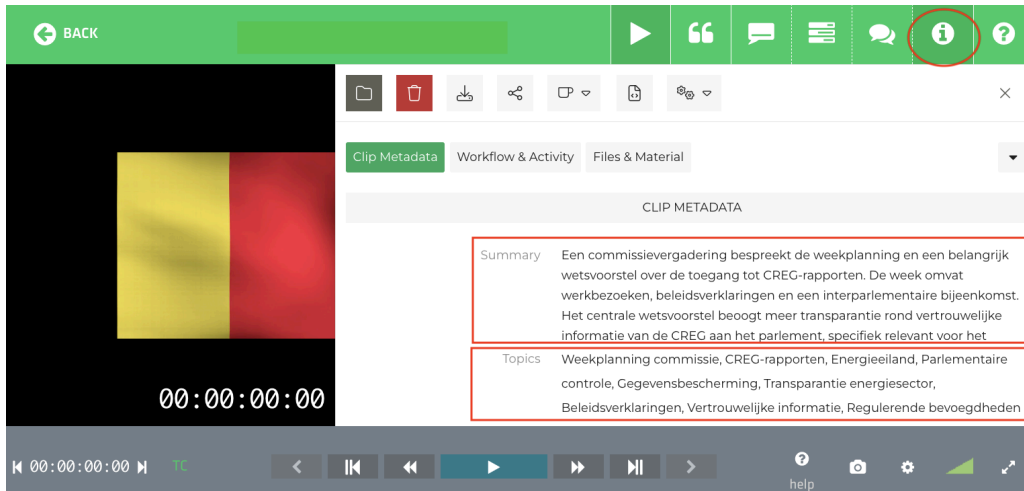 BACK
Clip Metadata Workflow & Activity Files & Material
CLIP METADATA
Summary Een commissievergadering bespreekt de weekplanning en een belangrijk
wetsvoorstel over de toegang tot CREG-rapporten. De week omvat
werkbezoeken, beleidsverklaringen en een interparlementaire bijeenkomst.
Het centrale wetsvoorstel beoogt meer transparantie rond vertrouwelijke
informatie van de CREG aan het parlement, specifiek relevant voor het
Topics Weekplanning commissie, CREG-rapporten, Energieeiland, Parlementaire
controle, Gegevensbescherming, Transparantie energiesector,
Beleidsverklaringen, Vertrouwelijke informatie, Regulerende bevoegdheden
00:00:00:00
00:00:00:00 TC
help